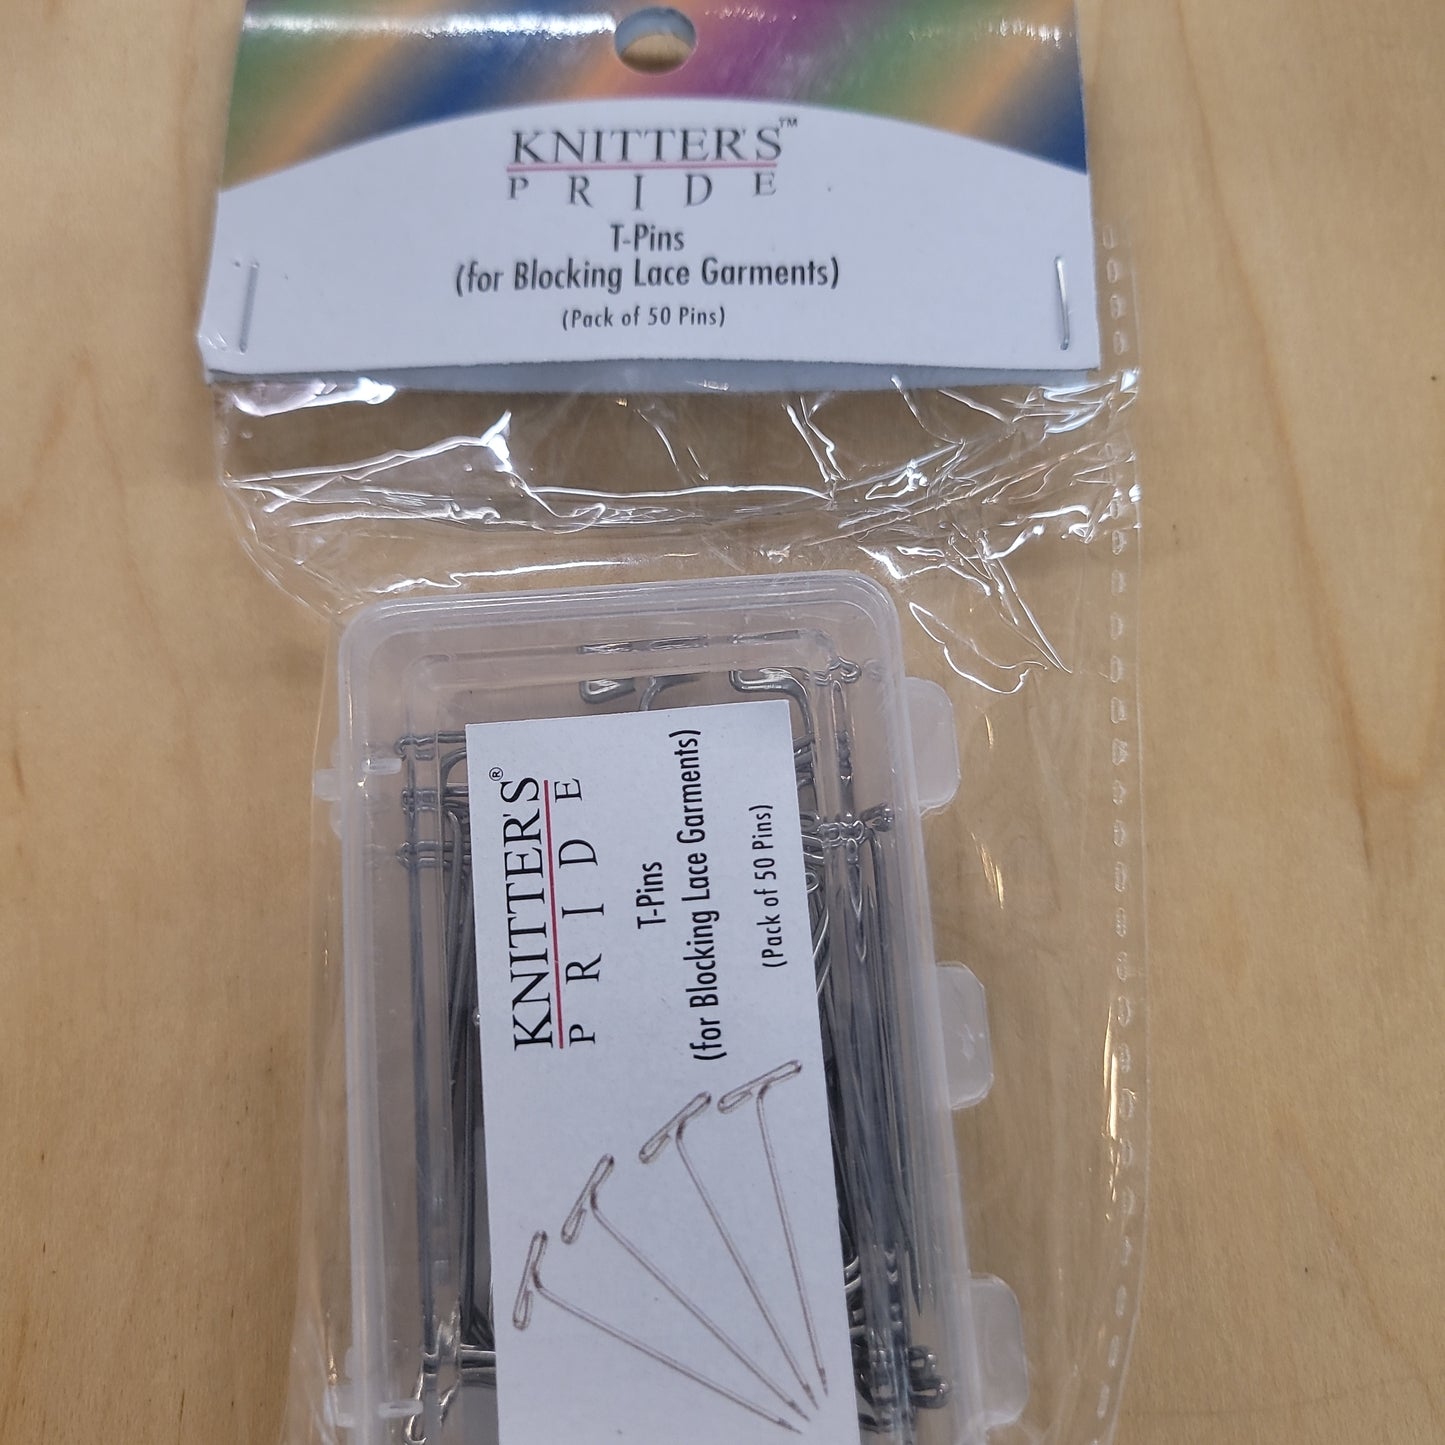 KNITTER'S™
PRIDE
T-Pins
(for Blocking Lace Garments)
(Pack of 50 Pins)
KNITTER'S®
PRIDE
T-Pins
(for Blocking Lace Garments)
(Pack of 50 Pins)